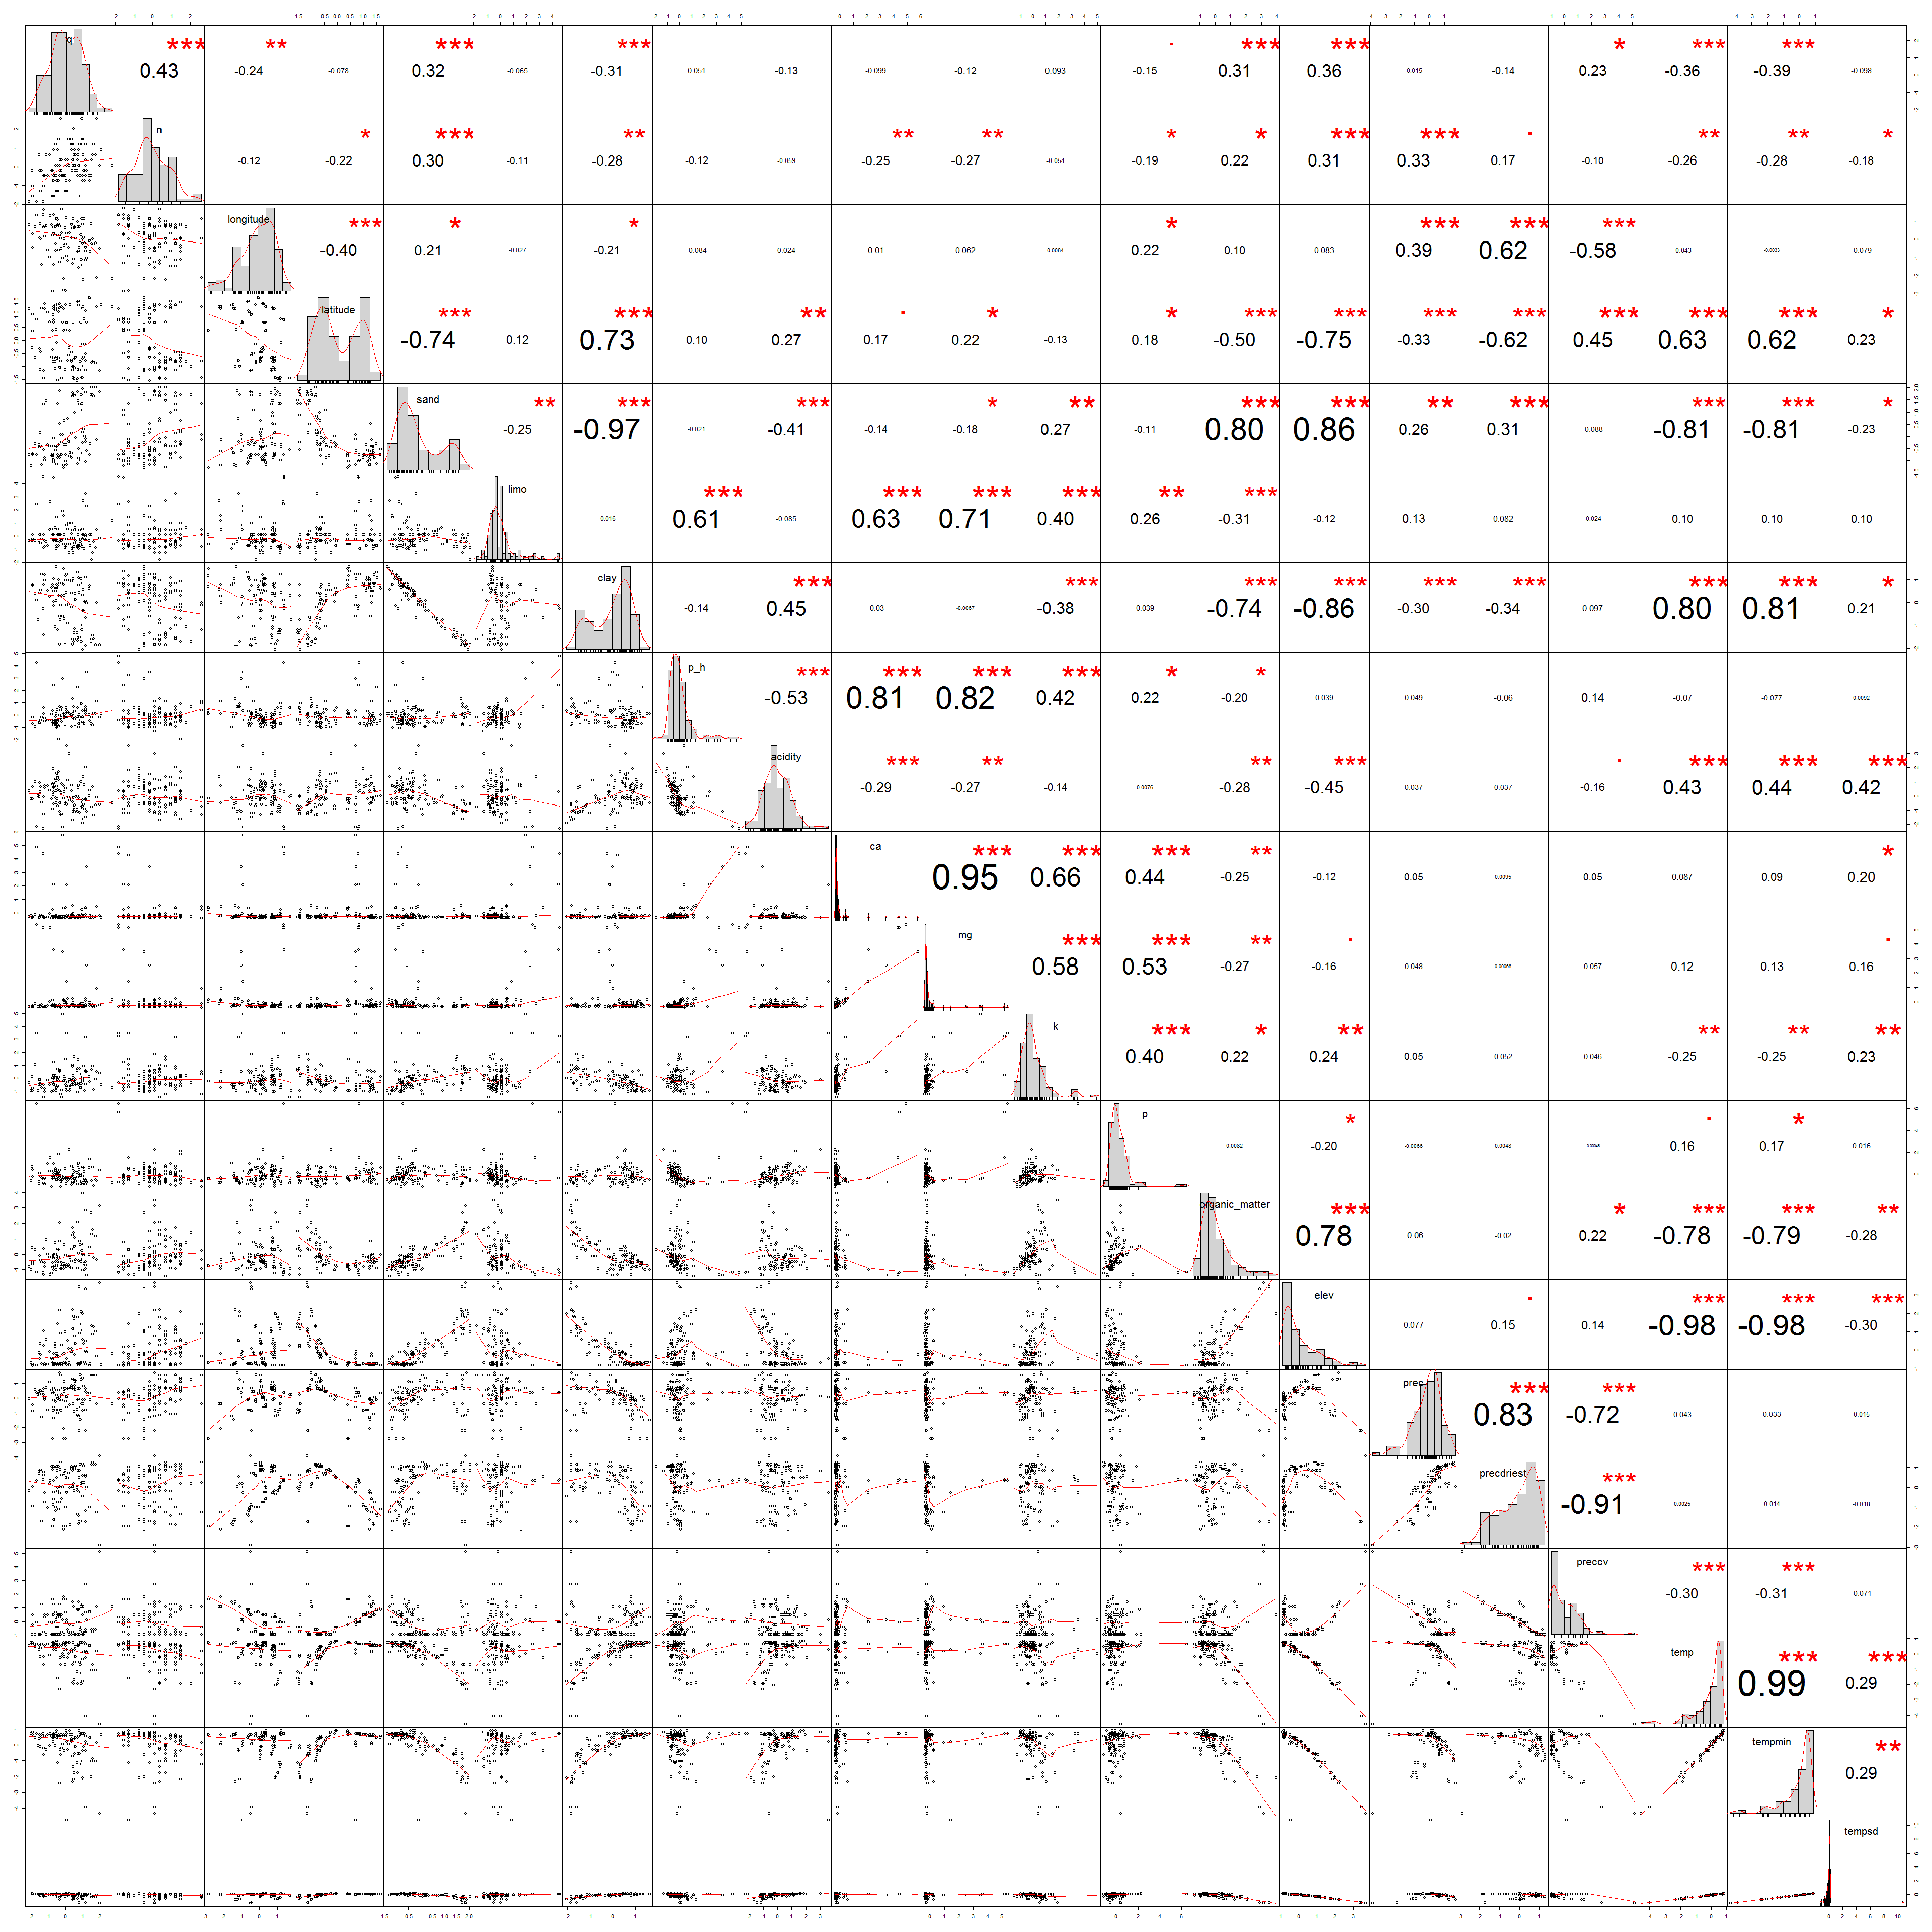 q *** ** *** *** . *** *** * *** ***
0.43 -0.24 -0.078 0.32 -0.065 -0.31 0.051 -0.13 -0.099 -0.12 0.093 -0.15 0.31 0.36 -0.015 -0.14 0.23 -0.36 -0.39 -0.098
n * *** ** ** ** * * *** *** . ** ** *
-0.12 -0.22 0.30 -0.11 -0.28 -0.12 -0.059 -0.25 -0.27 -0.054 -0.19 0.22 0.31 0.33 0.17 -0.10 -0.26 -0.28 -0.18
longitude *** * * * *** *** ***
-0.40 0.21 -0.027 -0.21 -0.084 0.024 0.01 0.062 0.0084 0.22 0.10 0.083 0.39 0.62 -0.58 -0.043 -0.079
latitude *** *** ** . * * *** *** *** *** *** *** *** *
-0.74 0.12 0.73 0.10 0.27 0.17 0.22 -0.13 0.18 -0.50 -0.75 -0.33 -0.62 0.45 0.63 0.62 0.23
sand ** *** *** * ** *** *** ** *** *** *** *
-0.25 -0.97 -0.021 -0.41 -0.14 -0.18 0.27 -0.11 0.80 0.86 0.26 0.31 -0.088 -0.81 -0.81 -0.23
limo *** *** *** *** ** ***
-0.016 0.61 -0.085 0.63 0.71 0.40 0.26 -0.31 -0.12 0.13 0.082 -0.024 0.10 0.10 0.10
clay *** *** *** *** *** *** *** *** *
-0.14 0.45 -0.03 -0.0067 -0.38 0.039 -0.74 -0.86 -0.30 -0.34 0.097 0.80 0.81 0.21
p_h *** *** *** *** * *
-0.53 0.81 0.82 0.42 0.22 -0.20 0.039 0.049 -0.06 0.14 -0.07 -0.077 0.0092
acidity *** ** ** *** . *** *** ***
-0.29 -0.27 -0.14 0.0076 -0.28 -0.45 0.037 0.037 -0.16 0.43 0.44 0.42
ca *** *** *** ** *
0.95 0.66 0.44 -0.25 -0.12 0.05 0.0095 0.05 0.087 0.09 0.20
mg *** *** ** . .
0.58 0.53 -0.27 -0.16 0.048 0.057 0.12 0.13 0.16
k *** * ** ** ** **
0.40 0.22 0.24 0.05 0.052 0.046 -0.25 -0.25 0.23
p * . *
0.0082 -0.20 -0.0066 0.0048 0.16 0.17 0.016
organic_matter *** * *** *** **
0.78 -0.06 -0.02 0.22 -0.78 -0.79 -0.28
elev . *** *** ***
0.077 0.15 0.14 -0.98 -0.98 -0.30
prec *** ***
0.83 -0.72 0.043 0.033 0.015
precdriest ***
-0.91 0.0025 0.014 -0.018
preccv *** ***
-0.30 -0.31 -0.071
temp *** ***
0.99 0.29
tempmin **
0.29
tempsd